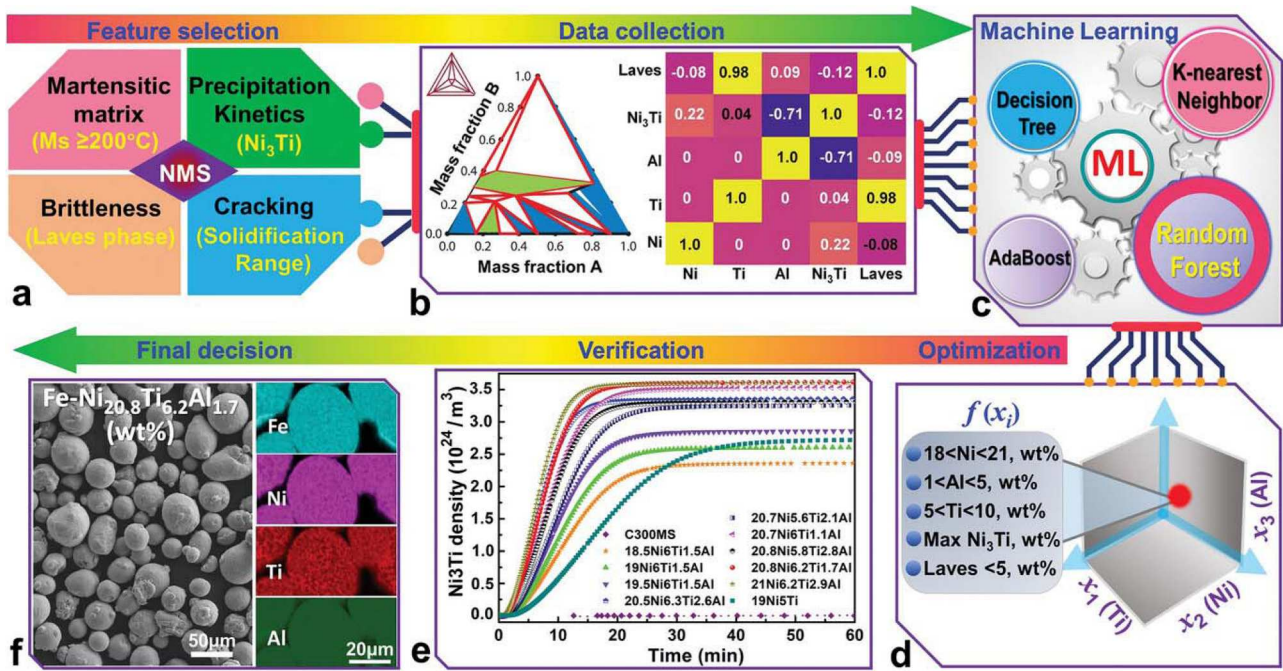 Feature selection
Data collection
Machine Learning
Martensitic
matrix
(Ms ≥200°C)
Precipitation
Kinetics
(Ni₃Ti)
NMS
Brittleness
(Laves phase)
Cracking
(Solidification
Range)
a
Mass fraction B
1.0
0.8
0.6
0.4
0.2
0.0
0.0 0.2 0.4 0.6 0.8 1.0
Mass fraction A
Laves -0.08 0.98 0.09 -0.12 1.0
Ni₃Ti 0.22 0.04 -0.71 1.0 -0.12
Al 0 0 1.0 -0.71 -0.09
Ti 0 1.0 0 0.04 0.98
Ni 1.0 0 0 0.22 -0.08
Ni Ti Al Ni₃Ti Laves
b
K-nearest
Neighbor
Decision
Tree
ML
AdaBoost
Random
Forest
c
Final decision
Verification
Optimization
Fe-Ni₂₀.₈Ti₆.₂Al₁.₇
(wt%)
50μm
Fe
Ni
Ti
Al
20μm
f
Ni3Ti density (10²⁴/m³)
3.5
3.0
2.5
2.0
1.5
1.0
0.5
0.0
C300MS
18.5Ni6Ti1.5Al
19Ni6Ti1.5Al
19.5Ni6Ti1.5Al
20.5Ni6.3Ti2.6Al
20.7Ni5.6Ti2.1Al
20.7Ni6Ti1.1Al
20.8Ni5.8Ti2.8Al
20.8Ni6.2Ti1.7Al
21Ni6.2Ti2.9Al
19Ni5Ti
0 10 20 30 40 50 60
Time (min)
e
f (xᵢ)
18<Ni<21, wt%
1<Al<5, wt%
5<Ti<10, wt%
Max Ni₃Ti, wt%
Laves <5, wt%
x₁ (Ti)
x₂ (Ni)
x₃ (Al)
d